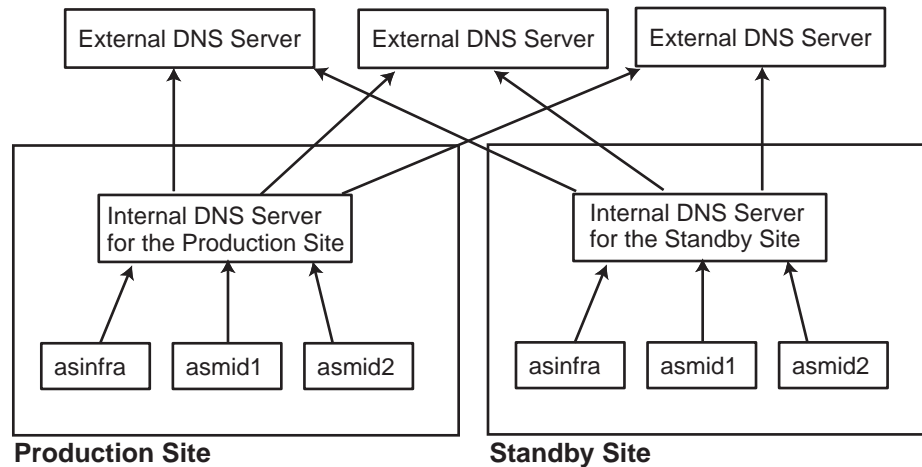 External DNS Server
External DNS Server
External DNS Server
Internal DNS Server
for the Production Site
Internal DNS Server
for the Standby Site
asinfra
asmid1
asmid2
asinfra
asmid1
asmid2
Production Site
Standby Site